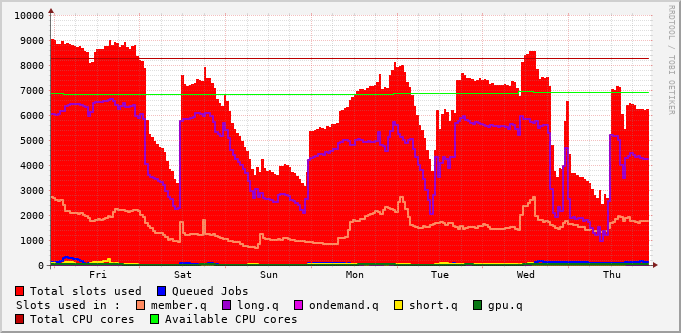 RRDTOOL / TOBI OETIKER
10000
9000
8000
7000
6000
5000
4000
3000
2000
1000
0
Fri Sat Sun Mon Tue Wed Thu
Total slots used Queued Jobs
Slots used in : member.q long.q ondemand.q short.q gpu.q
Total CPU cores Available CPU cores